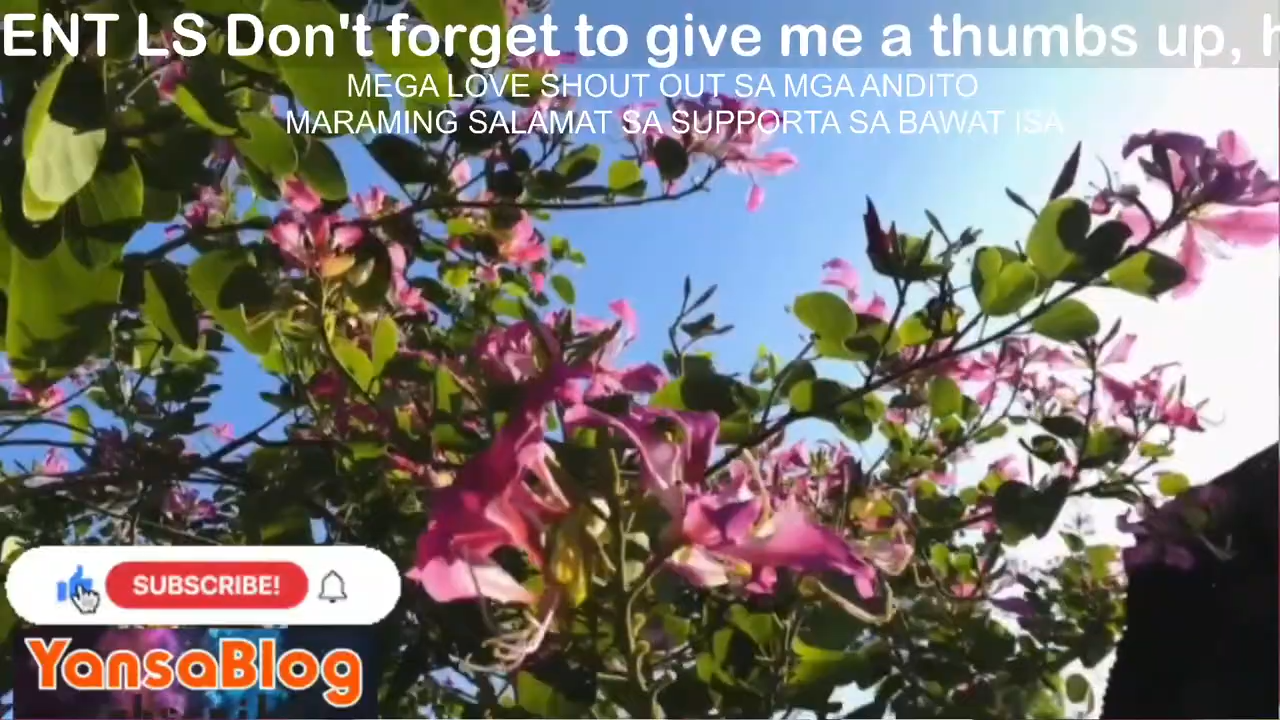 ENT LS Don't forget to give me a thumbs up, h
MEGA LOVE SHOUT OUT SA MGA ANDITO
MARAMING SALAMAT SA SUPPORTA SA BAWAT ISA
SUBSCRIBE!
YansaBlog